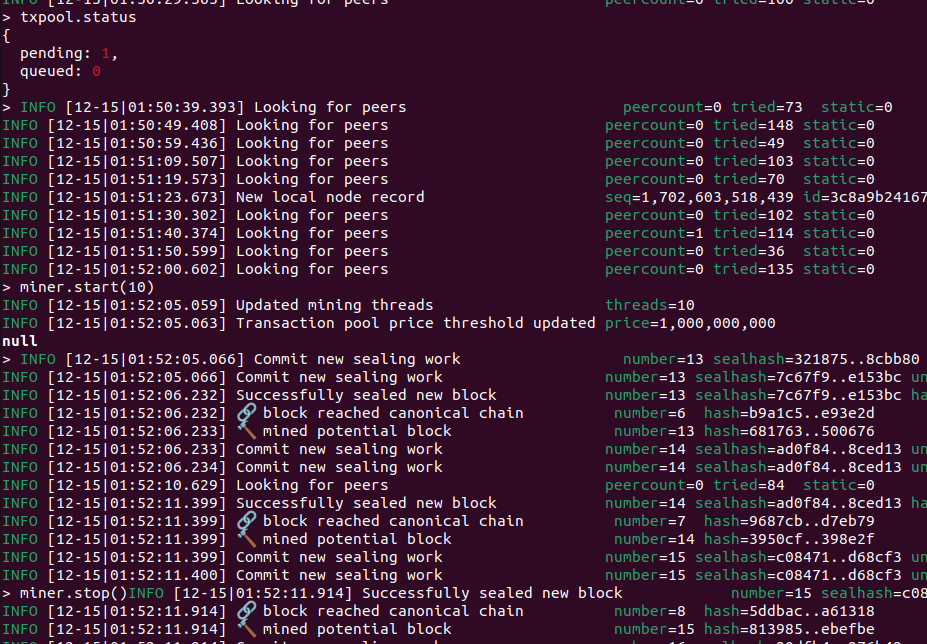 INFO [12-15|01:50:29.365] Looking for peers peercount=0 tried=100 static=0
> txpool.status
{
  pending: 1,
  queued: 0
}
> INFO [12-15|01:50:39.393] Looking for peers peercount=0 tried=73 static=0
INFO [12-15|01:50:49.408] Looking for peers peercount=0 tried=148 static=0
INFO [12-15|01:50:59.436] Looking for peers peercount=0 tried=49 static=0
INFO [12-15|01:51:09.507] Looking for peers peercount=0 tried=103 static=0
INFO [12-15|01:51:19.573] Looking for peers peercount=0 tried=70 static=0
INFO [12-15|01:51:23.673] New local node record seq=1,702,603,518,439 id=3c8a9b24167
INFO [12-15|01:51:30.302] Looking for peers peercount=0 tried=102 static=0
INFO [12-15|01:51:40.374] Looking for peers peercount=1 tried=114 static=0
INFO [12-15|01:51:50.599] Looking for peers peercount=0 tried=36 static=0
INFO [12-15|01:52:00.602] Looking for peers peercount=0 tried=135 static=0
> miner.start(10)
INFO [12-15|01:52:05.059] Updated mining threads threads=10
INFO [12-15|01:52:05.063] Transaction pool price threshold updated price=1,000,000,000
null
> INFO [12-15|01:52:05.066] Commit new sealing work number=13 sealhash=321875..8cbb80
INFO [12-15|01:52:05.066] Commit new sealing work number=13 sealhash=7c67f9..e153bc un
INFO [12-15|01:52:06.232] Successfully sealed new block number=13 sealhash=7c67f9..e153bc ha
INFO [12-15|01:52:06.232] 🔗 block reached canonical chain number=6 hash=b9a1c5..e93e2d
INFO [12-15|01:52:06.233] 🔨 mined potential block number=13 hash=681763..500676
INFO [12-15|01:52:06.233] Commit new sealing work number=14 sealhash=ad0f84..8ced13 un
INFO [12-15|01:52:06.234] Commit new sealing work number=14 sealhash=ad0f84..8ced13 un
INFO [12-15|01:52:10.629] Looking for peers peercount=0 tried=84 static=0
INFO [12-15|01:52:11.399] Successfully sealed new block number=14 sealhash=ad0f84..8ced13 ha
INFO [12-15|01:52:11.399] 🔗 block reached canonical chain number=7 hash=9687cb..d7eb79
INFO [12-15|01:52:11.399] 🔨 mined potential block number=14 hash=3950cf..398e2f
INFO [12-15|01:52:11.399] Commit new sealing work number=15 sealhash=c08471..d68cf3 un
INFO [12-15|01:52:11.400] Commit new sealing work number=15 sealhash=c08471..d68cf3 un
> miner.stop()INFO [12-15|01:52:11.914] Successfully sealed new block number=15 sealhash=c08
INFO [12-15|01:52:11.914] 🔗 block reached canonical chain number=8 hash=5ddbac..a61318
INFO [12-15|01:52:11.914] 🔨 mined potential block number=15 hash=813985..ebefbe